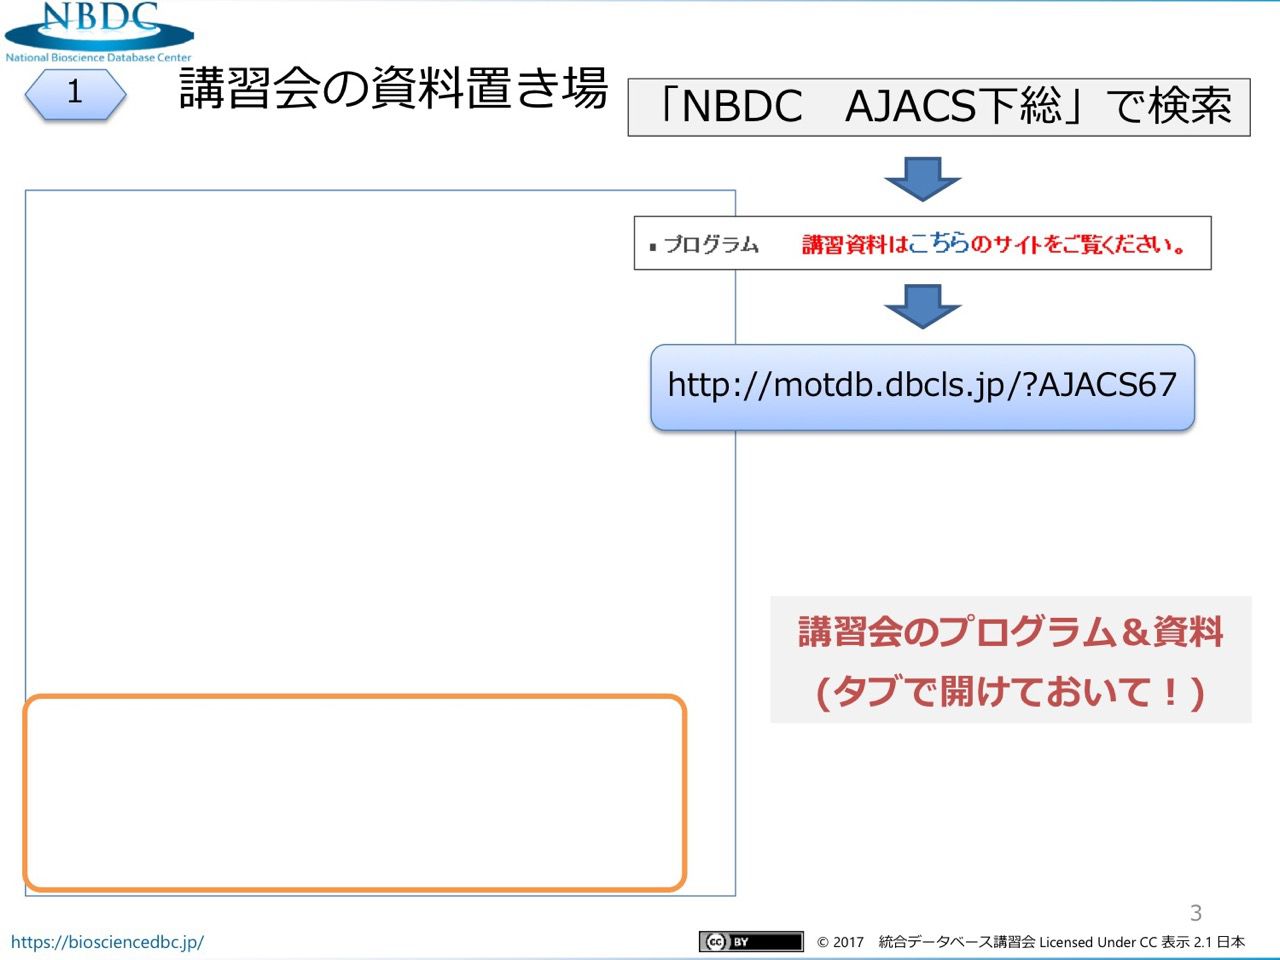 NBDC
National Bioscience Database Center
1
講習会の資料置き場
「NBDC　AJACS下総」で検索
▪ プログラム　　講習資料はこちらのサイトをご覧ください。
http://motdb.dbcls.jp/?AJACS67
講習会のプログラム＆資料
(タブで開けておいて！)
3
https://biosciencedbc.jp/
cc BY
© 2017　統合データベース講習会 Licensed Under CC 表示 2.1 日本